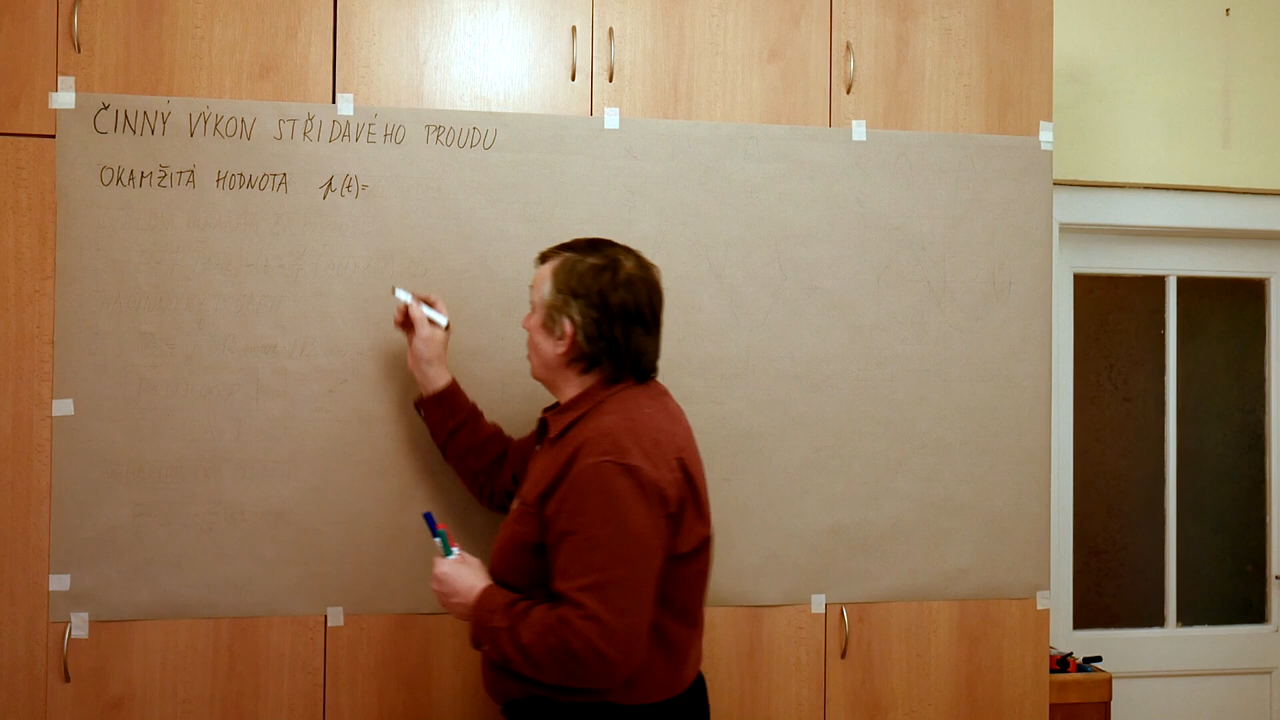 ČINNÝ VÝKON STŘÍDAVÉHO PROUDU
OKAMŽITÁ HODNOTA p(t)=